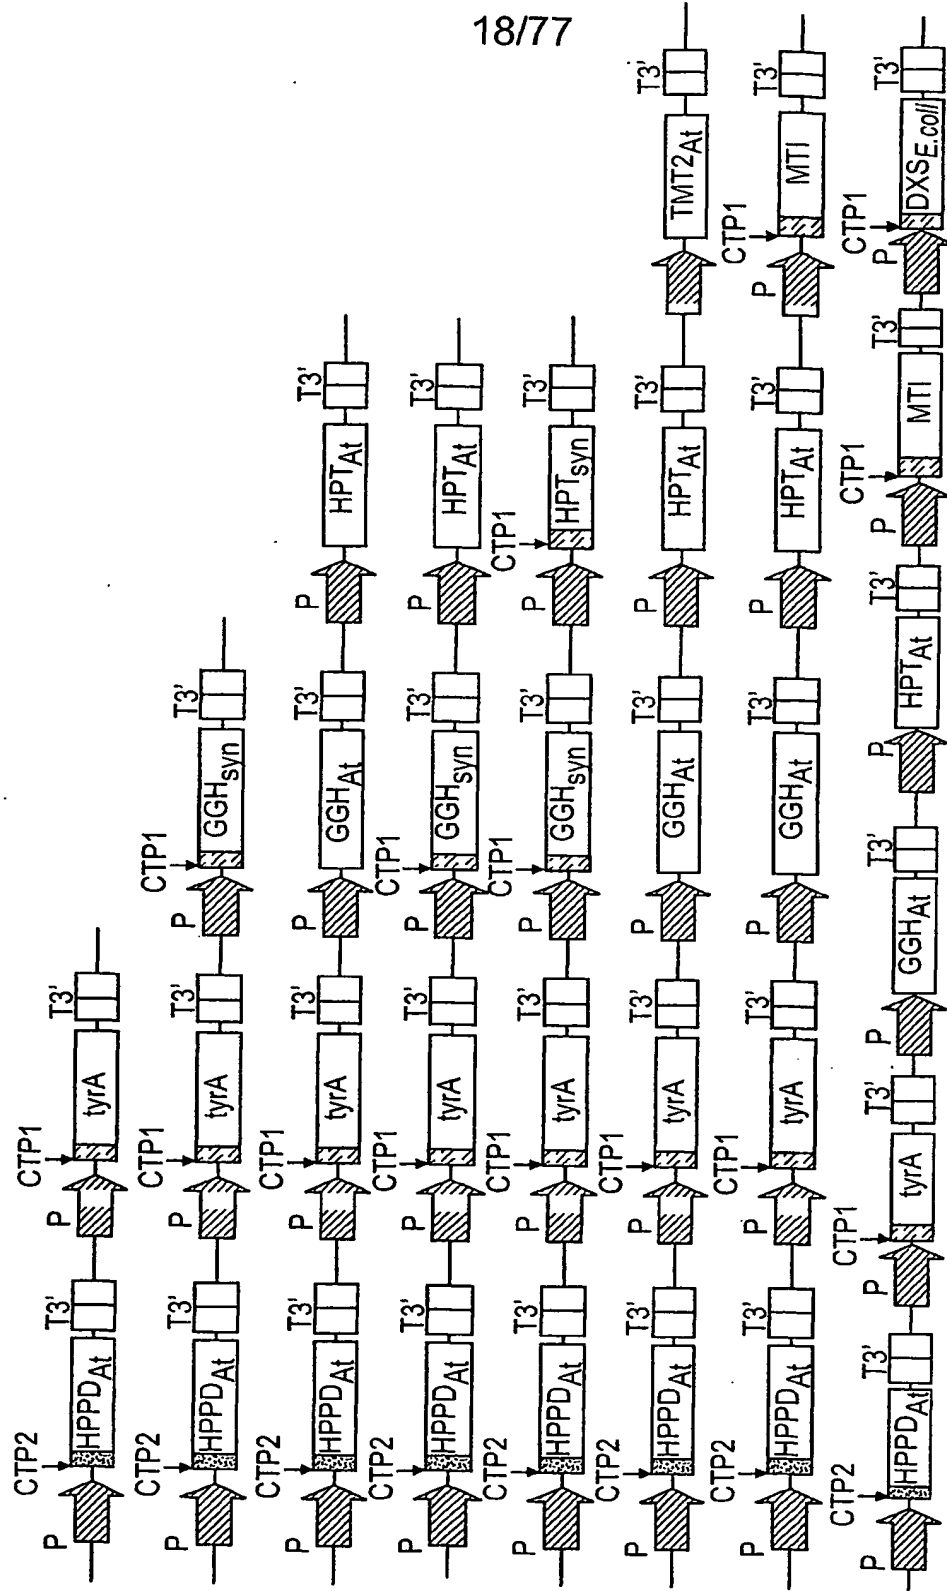 18/77
CTP2 CTP1
P T3' P T3'
HPPDAt tyrA
CTP2 CTP1 CTP1
P T3' P T3' P T3'
HPPDAt tyrA GGHsyn
CTP2 CTP1
P T3' P T3' P T3' P T3'
HPPDAt tyrA GGHAt HPTAt
CTP2 CTP1 CTP1
P T3' P T3' P T3' P T3'
HPPDAt tyrA GGHsyn HPTAt
CTP2 CTP1 CTP1 CTP1
P T3' P T3' P T3' P T3'
HPPDAt tyrA GGHsyn HPTsyn
CTP2 CTP1
P T3' P T3' P T3' P T3' T3'
HPPDAt tyrA GGHAt HPTAt TMT2At
CTP2 CTP1 CTP1
P T3' P T3' P T3' P T3' P T3'
HPPDAt tyrA GGHAt HPTAt MTI
CTP2 CTP1 CTP1 CTP1
P T3' P T3' P T3' P T3' P T3' P T3'
HPPDAt tyrA GGHAt HPTAt MTI DXSE.coli